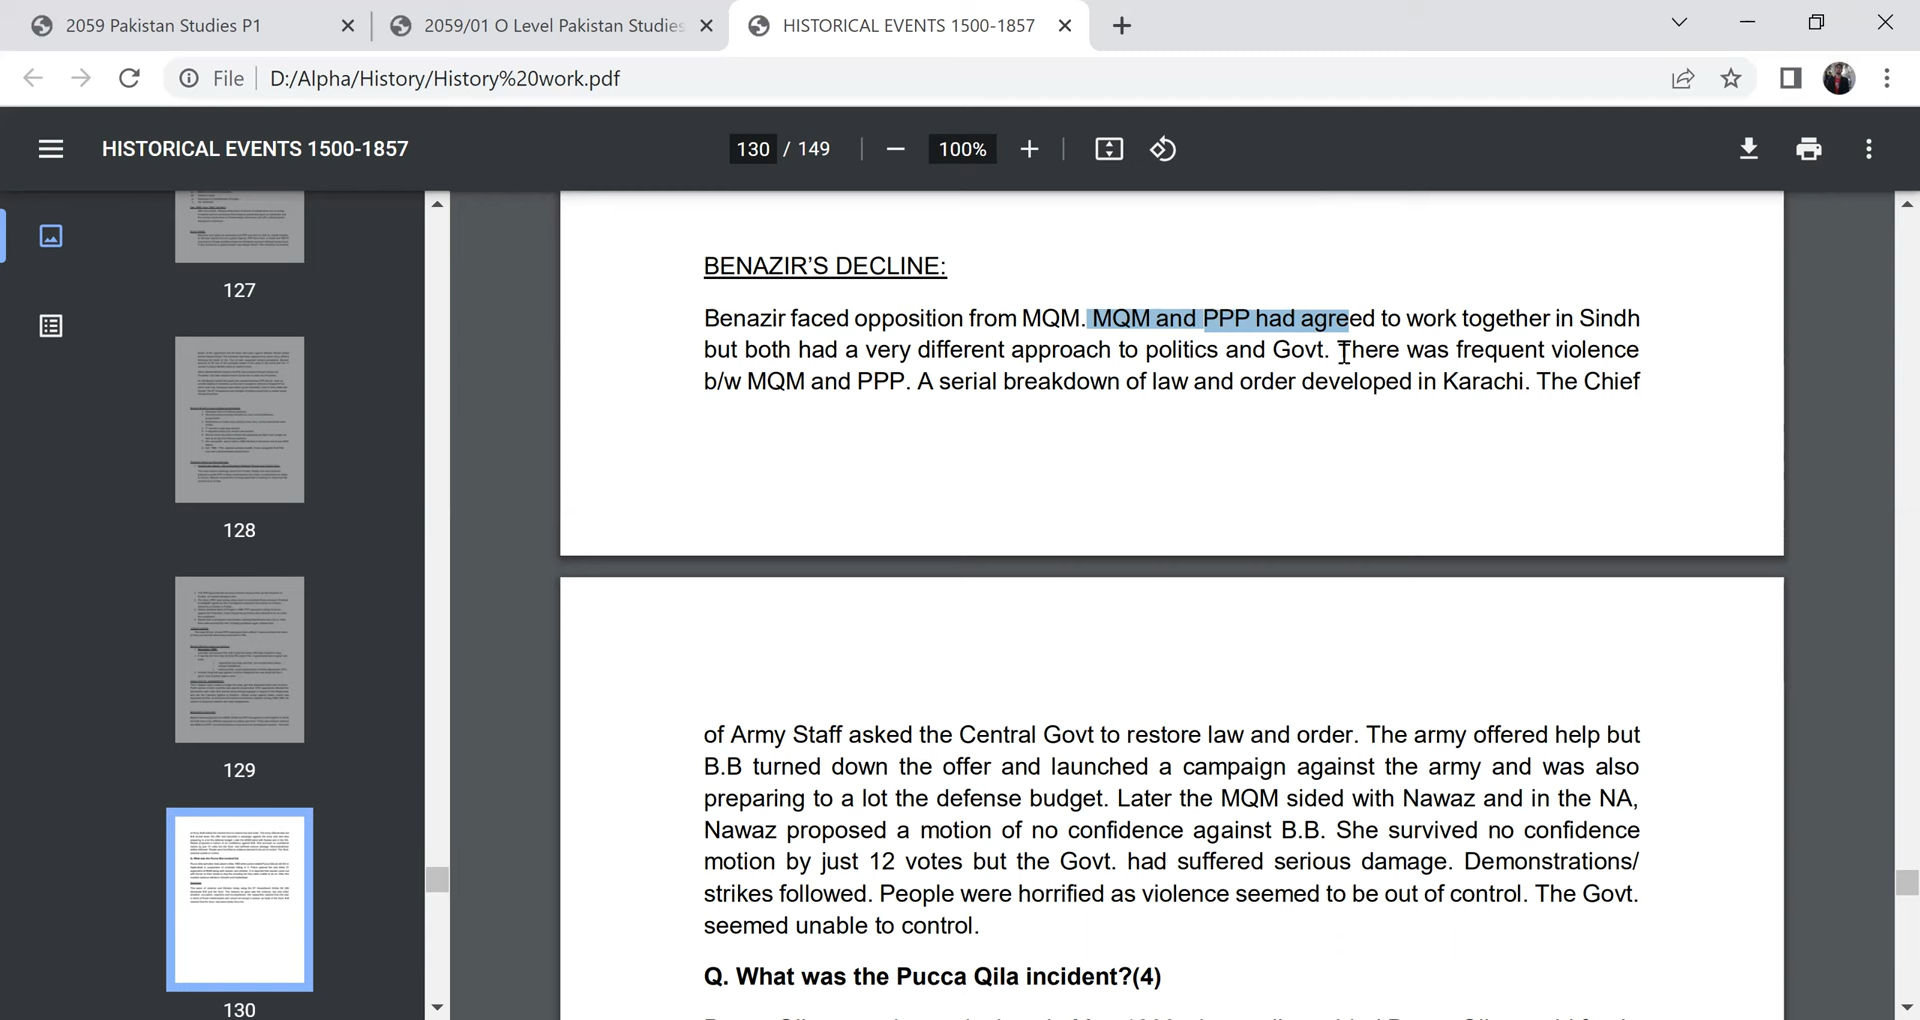 2059 Pakistan Studies P1
2059/01 O Level Pakistan Studies
HISTORICAL EVENTS 1500-1857
File
D:/Alpha/History/History%20work.pdf
HISTORICAL EVENTS 1500-1857
130 / 149
100%
127
128
129
130
BENAZIR'S DECLINE:
Benazir faced opposition from MQM. MQM and PPP had agreed to work together in Sindh
but both had a very different approach to politics and Govt. There was frequent violence
b/w MQM and PPP. A serial breakdown of law and order developed in Karachi. The Chief
of Army Staff asked the Central Govt to restore law and order. The army offered help but
B.B turned down the offer and launched a campaign against the army and was also
preparing to a lot the defense budget. Later the MQM sided with Nawaz and in the NA,
Nawaz proposed a motion of no confidence against B.B. She survived no confidence
motion by just 12 votes but the Govt. had suffered serious damage. Demonstrations/
strikes followed. People were horrified as violence seemed to be out of control. The Govt.
seemed unable to control.
Q. What was the Pucca Qila incident?(4)